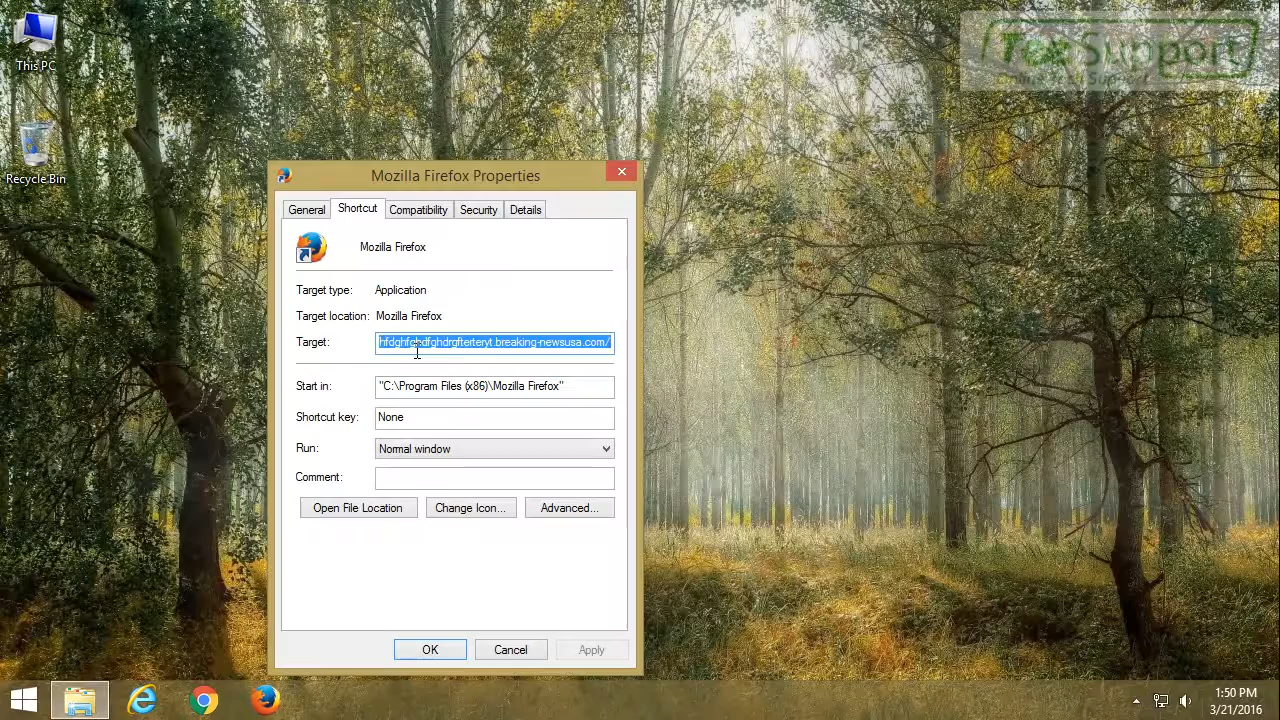 This PC
Tee Support
Recycle Bin
Mozilla Firefox Properties
General Shortcut Compatibility Security Details
Mozilla Firefox
Target type: Application
Target location: Mozilla Firefox
Target: breaking-newsusa.com/
Start in: "C:\Program Files (x86)\Mozilla Firefox"
Shortcut key: None
Run: Normal window
Comment:
Open File Location Change Icon... Advanced...
OK Cancel Apply
1:50 PM
3/21/2016